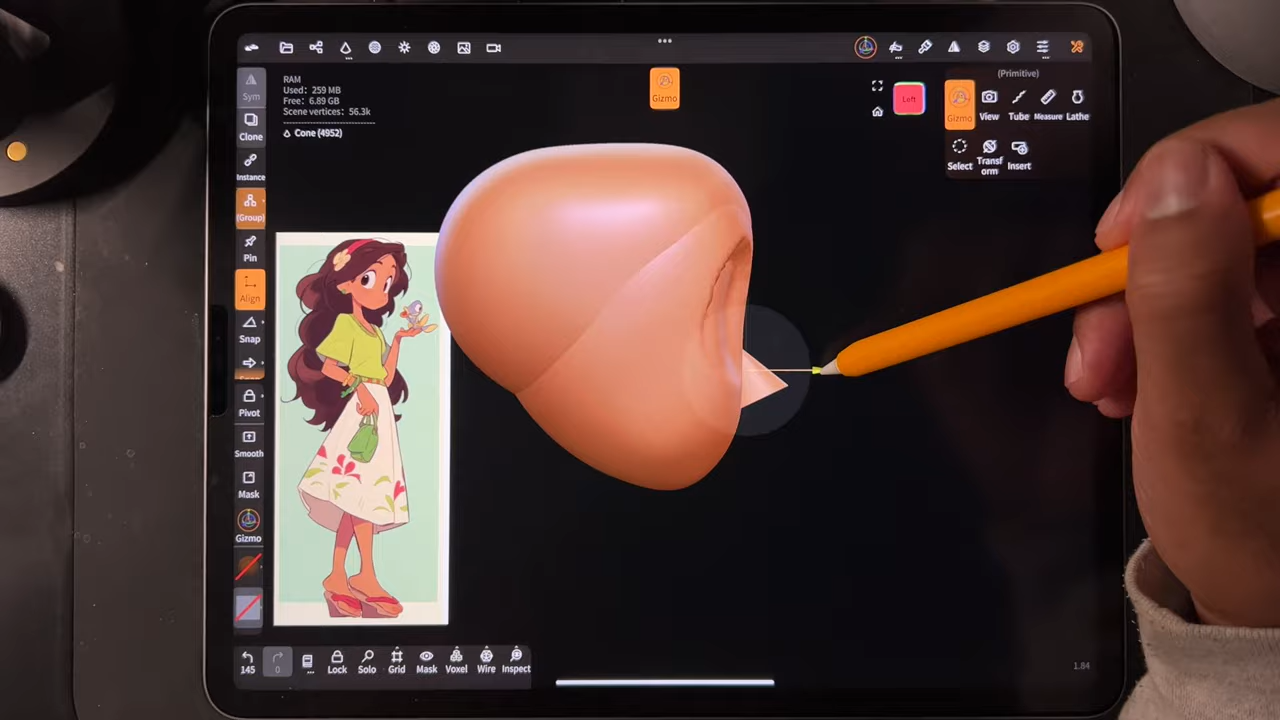 RAM
Used: 259 MB
Free: 6.89 GB
Scene vertices: 56.3k
Cone (4952)
Gizmo
Left
(Primitive)
Gizmo
View
Tube
Measure
Lathe
Select
Transf
orm
Insert
Sym
Clone
Instance
(Group)
Pin
Align
Snap
Pivot
Smooth
Mask
Gizmo
145
0
Lock
Solo
Grid
Mask
Voxel
Wire
Inspect
1.84